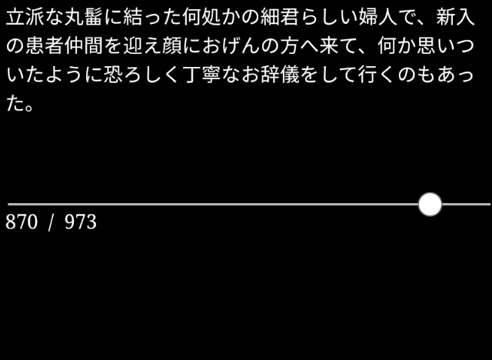 立派な丸髷に結った何処かの細君らしい婦人で、新入
の患者仲間を迎え顔におげんの方へ来て、何か思いつ
いたように恐ろしく丁寧なお辞儀をして行くのもあっ
た。
870 / 973